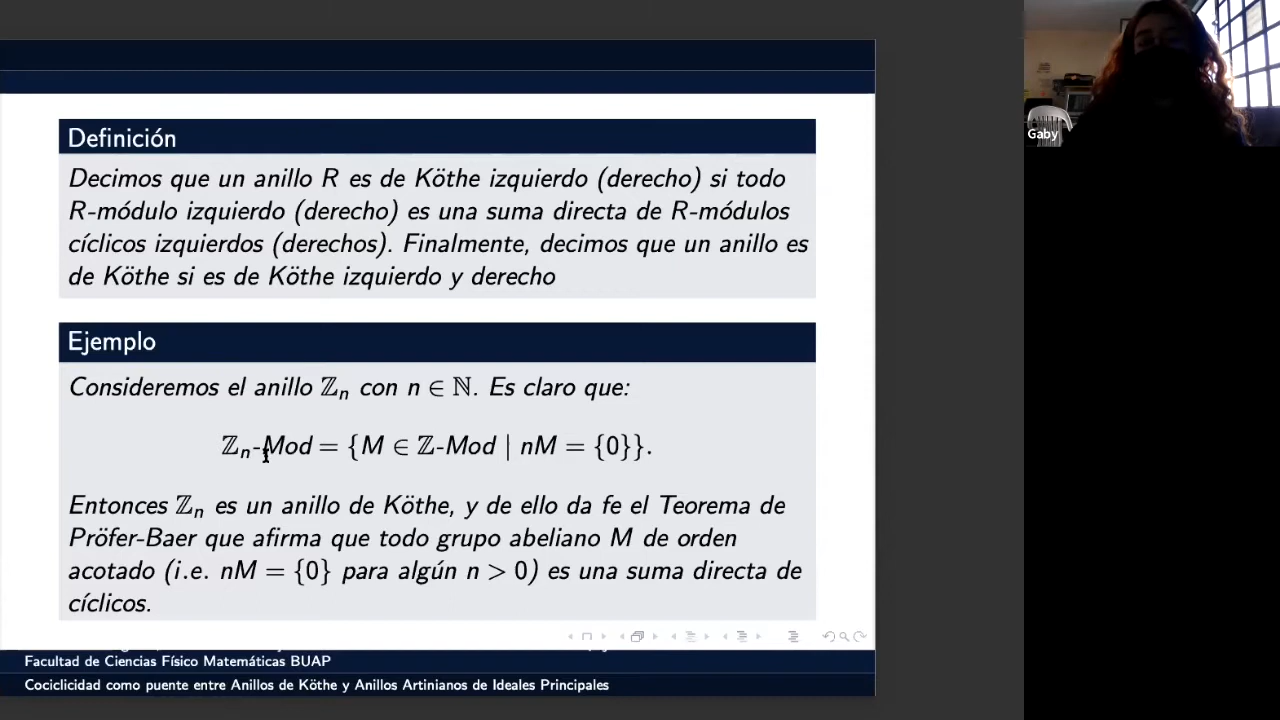 Definición
Decimos que un anillo R es de Köthe izquierdo (derecho) si todo
R-módulo izquierdo (derecho) es una suma directa de R-módulos
cíclicos izquierdos (derechos). Finalmente, decimos que un anillo es
de Köthe si es de Köthe izquierdo y derecho
Ejemplo
Consideremos el anillo ℤₙ con n ∈ ℕ. Es claro que:
ℤₙ-Mod = {M ∈ ℤ-Mod | nM = {0}}.
Entonces ℤₙ es un anillo de Köthe, y de ello da fe el Teorema de
Pröfer-Baer que afirma que todo grupo abeliano M de orden
acotado (i.e. nM = {0} para algún n > 0) es una suma directa de
cíclicos.
Facultad de Ciencias Físico Matemáticas BUAP
Cociclicidad como puente entre Anillos de Köthe y Anillos Artinianos de Ideales Principales
Gaby